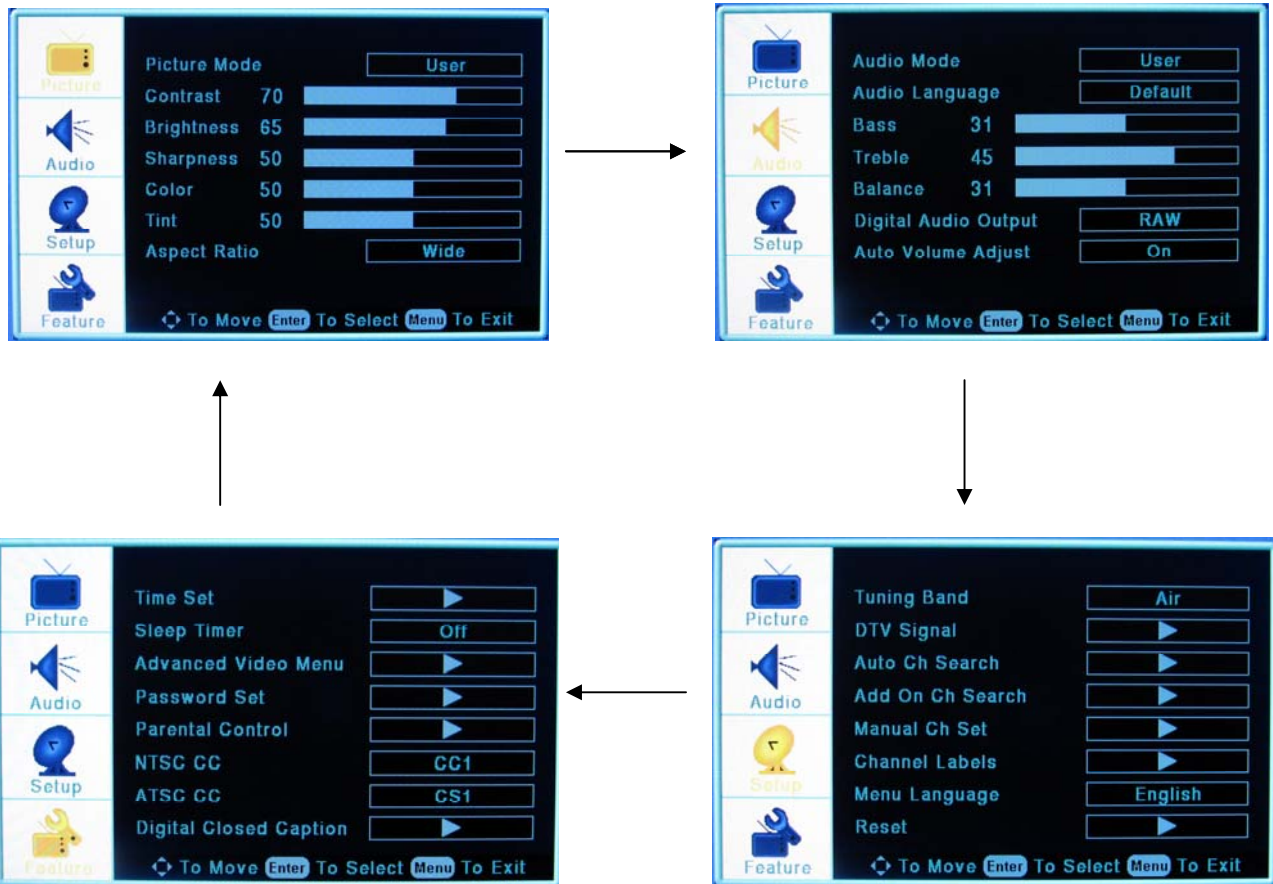 Picture
Audio
Setup
Feature
Picture Mode User
Contrast 70
Brightness 65
Sharpness 50
Color 50
Tint 50
Aspect Ratio Wide
To Move Enter To Select Menu To Exit
Picture
Audio
Setup
Feature
Audio Mode User
Audio Language Default
Bass 31
Treble 45
Balance 31
Digital Audio Output RAW
Auto Volume Adjust On
To Move Enter To Select Menu To Exit
Picture
Audio
Setup
Feature
Time Set
Sleep Timer Off
Advanced Video Menu
Password Set
Parental Control
NTSC CC CC1
ATSC CC CS1
Digital Closed Caption
To Move Enter To Select Menu To Exit
Picture
Audio
Setup
Feature
Tuning Band Air
DTV Signal
Auto Ch Search
Add On Ch Search
Manual Ch Set
Channel Labels
Menu Language English
Reset
To Move Enter To Select Menu To Exit